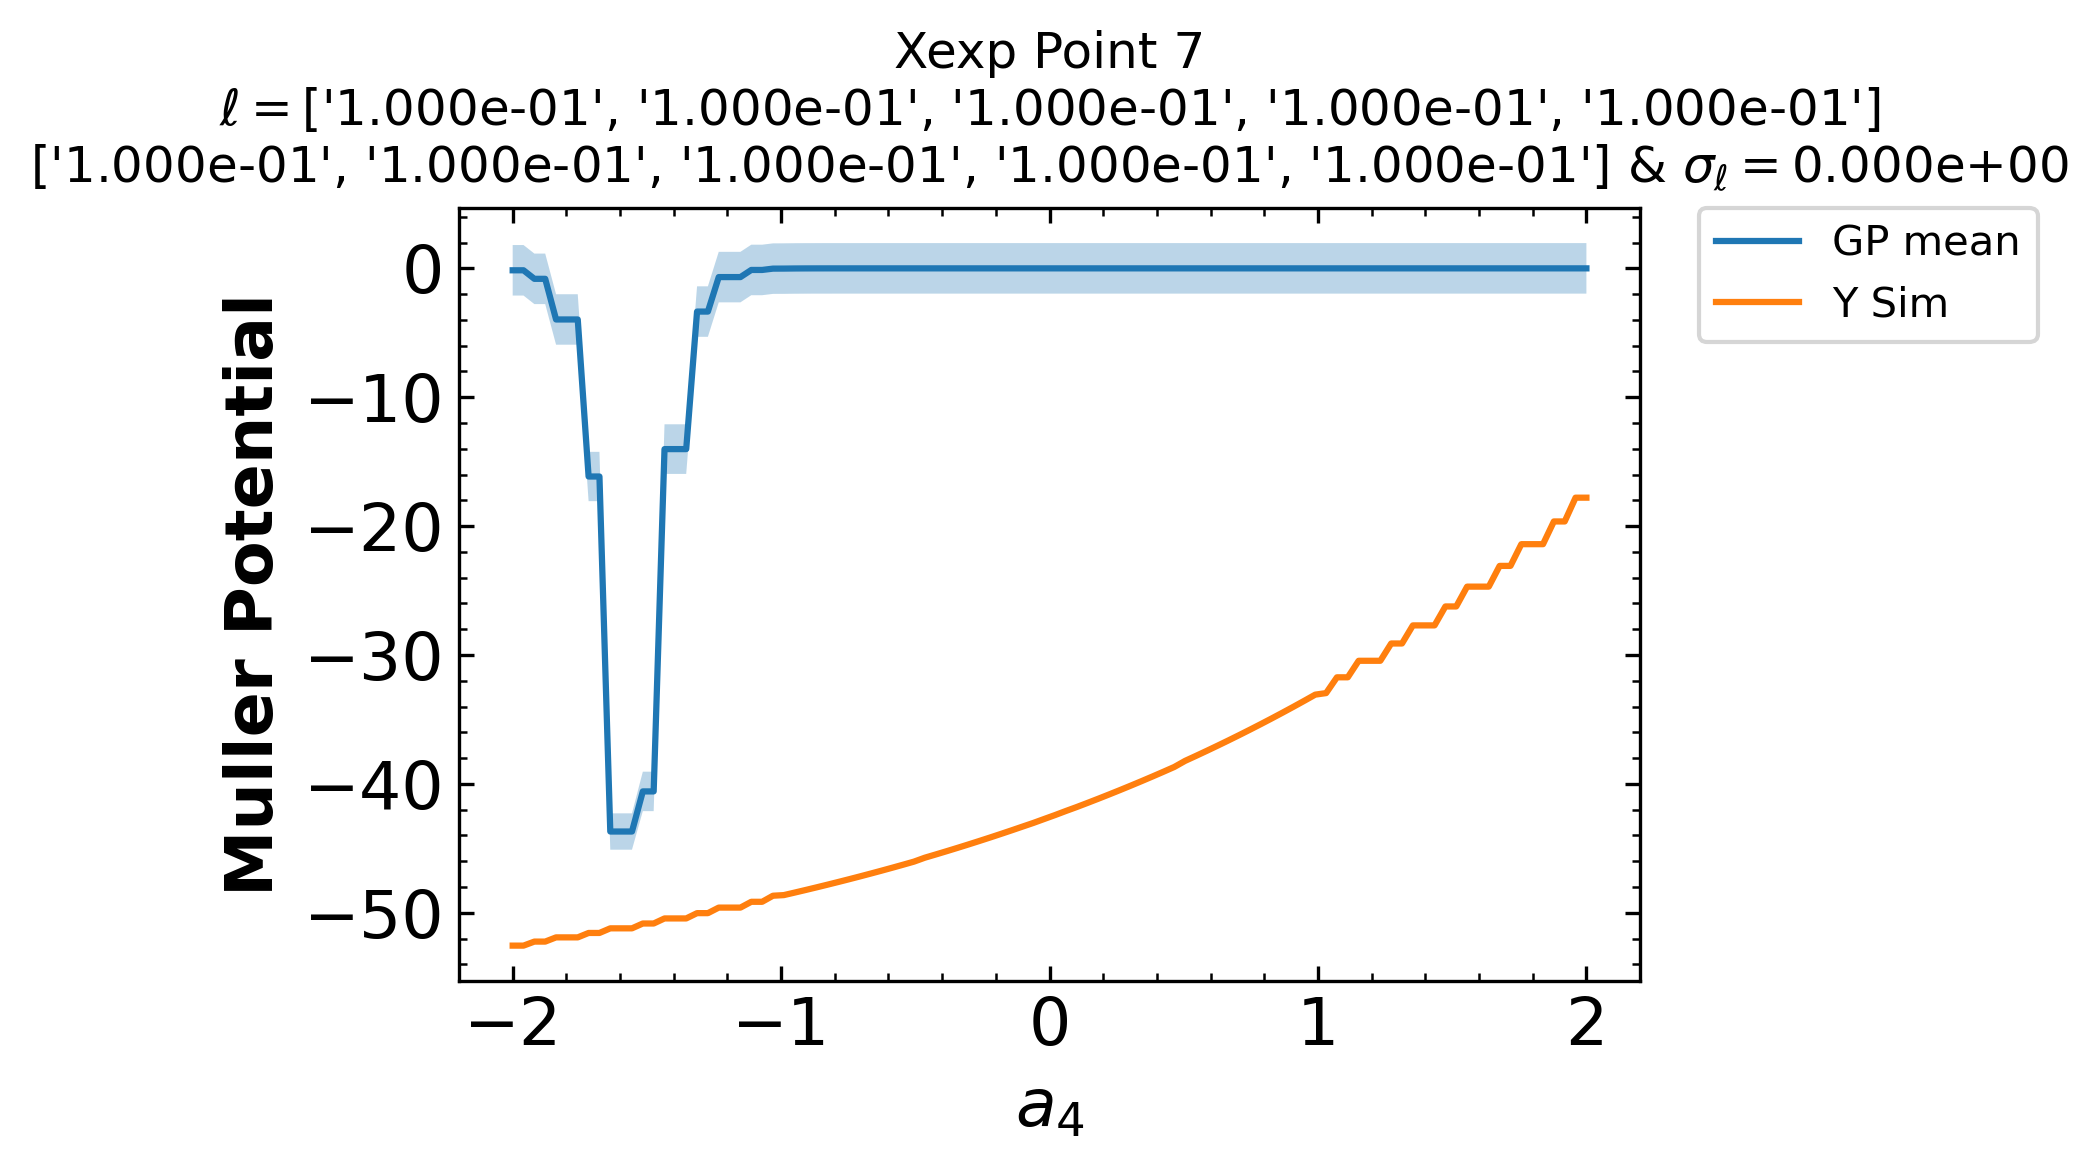 Xexp Point 7
ℓ = ['1.000e-01', '1.000e-01', '1.000e-01', '1.000e-01', '1.000e-01']
['1.000e-01', '1.000e-01', '1.000e-01', '1.000e-01', '1.000e-01'] & σℓ = 0.000e+00
GP mean
Y Sim
Muller Potential
0
−10
−20
−30
−40
−50
−2
−1
0
1
2
a4